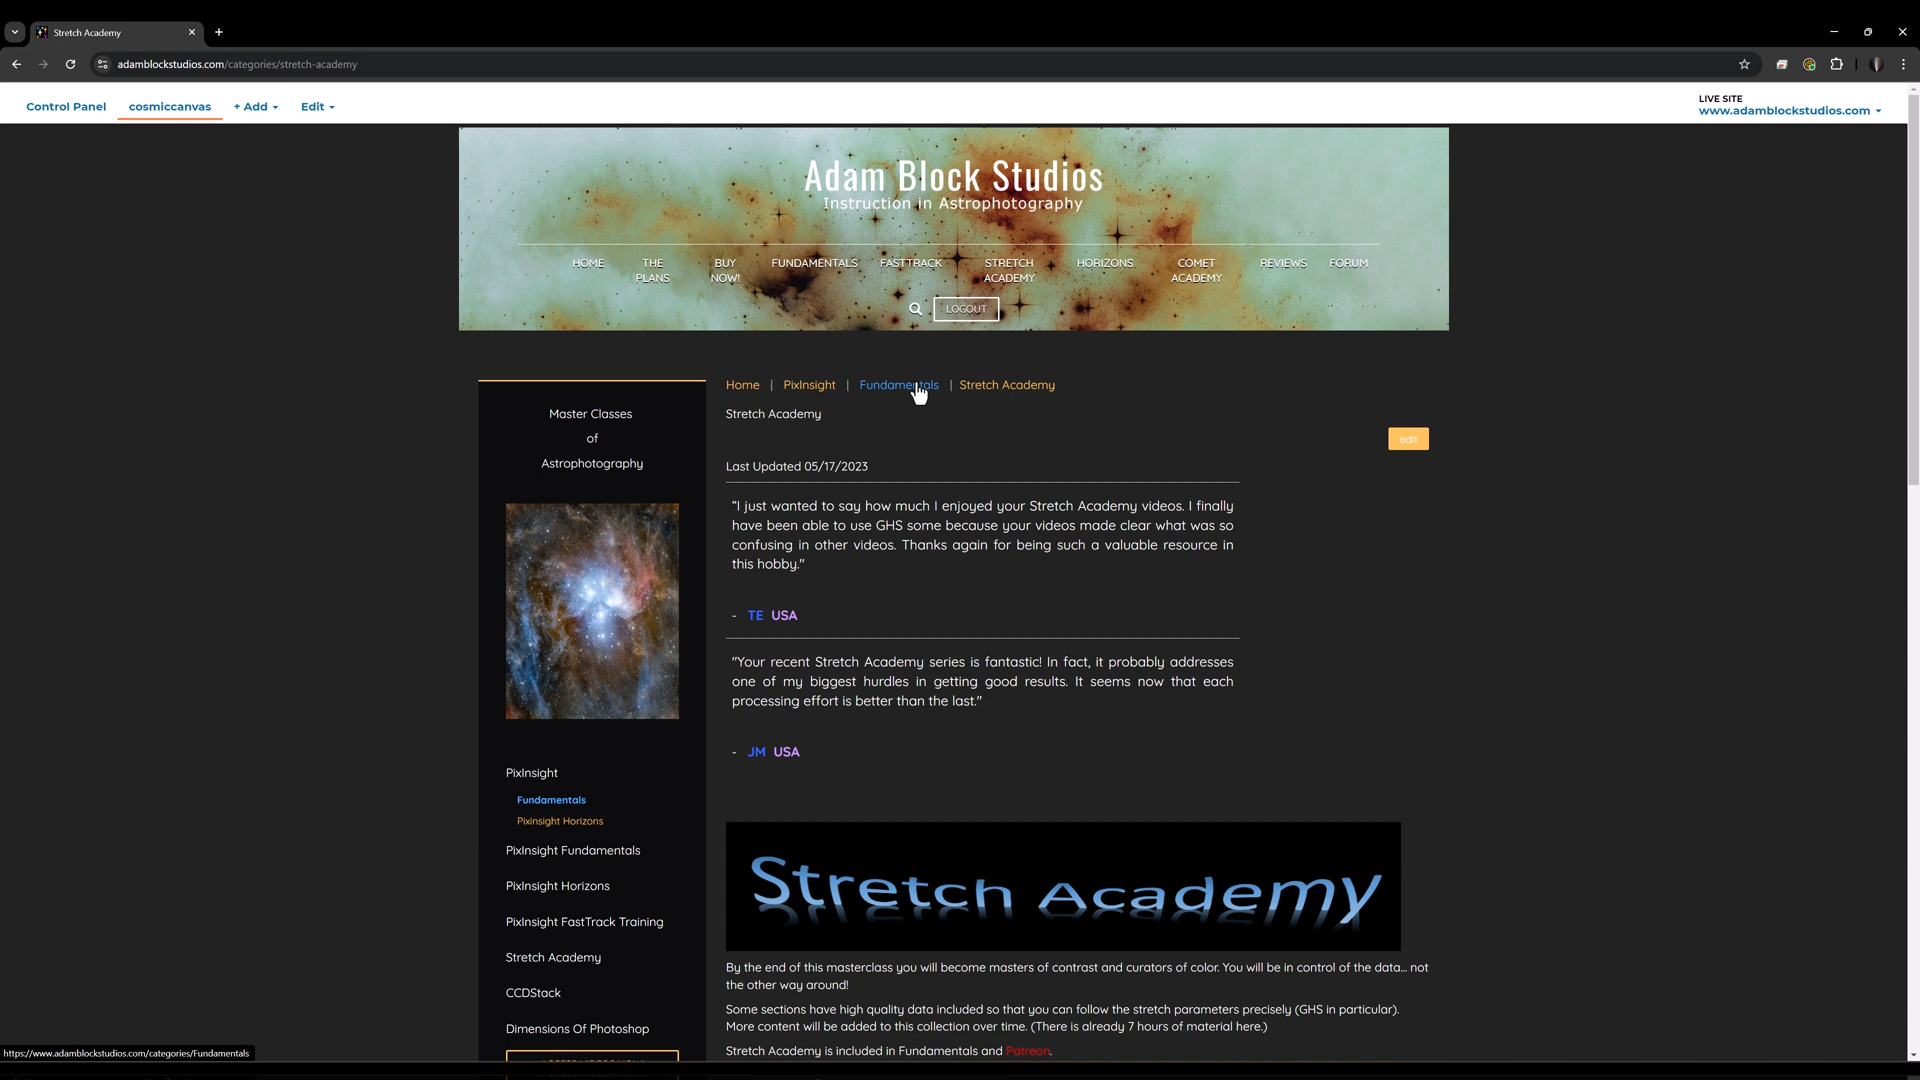 Stretch Academy
adamblockstudios.com/categories/stretch-academy
Control Panel
cosmiccanvas
+ Add
Edit
LIVE SITE
www.adamblockstudios.com
Adam Block Studios
Instruction in Astrophotography
HOME
THE PLANS
BUY NOW!
FUNDAMENTALS
FASTTRACK
STRETCH ACADEMY
HORIZONS
COMET ACADEMY
REVIEWS
FORUM
LOGOUT
Master Classes
of
Astrophotography
PixInsight
Fundamentals
Pixinsight Horizons
PixInsight Fundamentals
PixInsight Horizons
PixInsight FastTrack Training
Stretch Academy
CCDStack
Dimensions Of Photoshop
Home | PixInsight | Fundamentals | Stretch Academy
Stretch Academy
edit
Last Updated 05/17/2023
“I just wanted to say how much I enjoyed your Stretch Academy videos. I finally
have been able to use GHS some because your videos made clear what was so
confusing in other videos. Thanks again for being such a valuable resource in
this hobby."
- TE USA
"Your recent Stretch Academy series is fantastic! In fact, it probably addresses
one of my biggest hurdles in getting good results. It seems now that each
processing effort is better than the last."
- JM USA
Stretch Academy
By the end of this masterclass you will become masters of contrast and curators of color. You will be in control of the data... not
the other way around!
Some sections have high quality data included so that you can follow the stretch parameters precisely (GHS in particular).
More content will be added to this collection over time. (There is already 7 hours of material here.)
Stretch Academy is included in Fundamentals and Patreon.
https://www.adamblockstudios.com/categories/Fundamentals